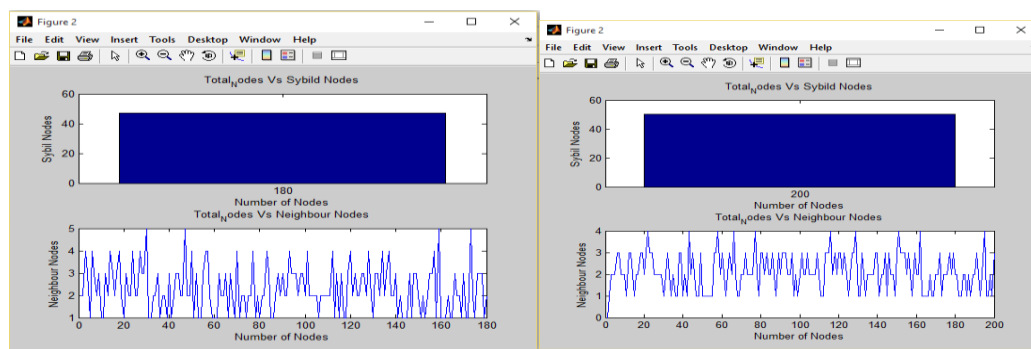 Figure 2
File Edit View Insert Tools Desktop Window Help
Total_Nodes Vs Sybild Nodes
60
40
20
0
Sybil Nodes
180
Number of Nodes
Total_Nodes Vs Neighbour Nodes
5
4
3
2
1
Neighbour Nodes
0 20 40 60 80 100 120 140 160 180
Number of Nodes
Figure 2
File Edit View Insert Tools Desktop Window Help
Total_Nodes Vs Sybild Nodes
60
40
20
0
Sybil Nodes
200
Number of Nodes
Total_Nodes Vs Neighbour Nodes
4
3
2
1
0
Neighbour Nodes
0 20 40 60 80 100 120 140 160 180 200
Number of Nodes